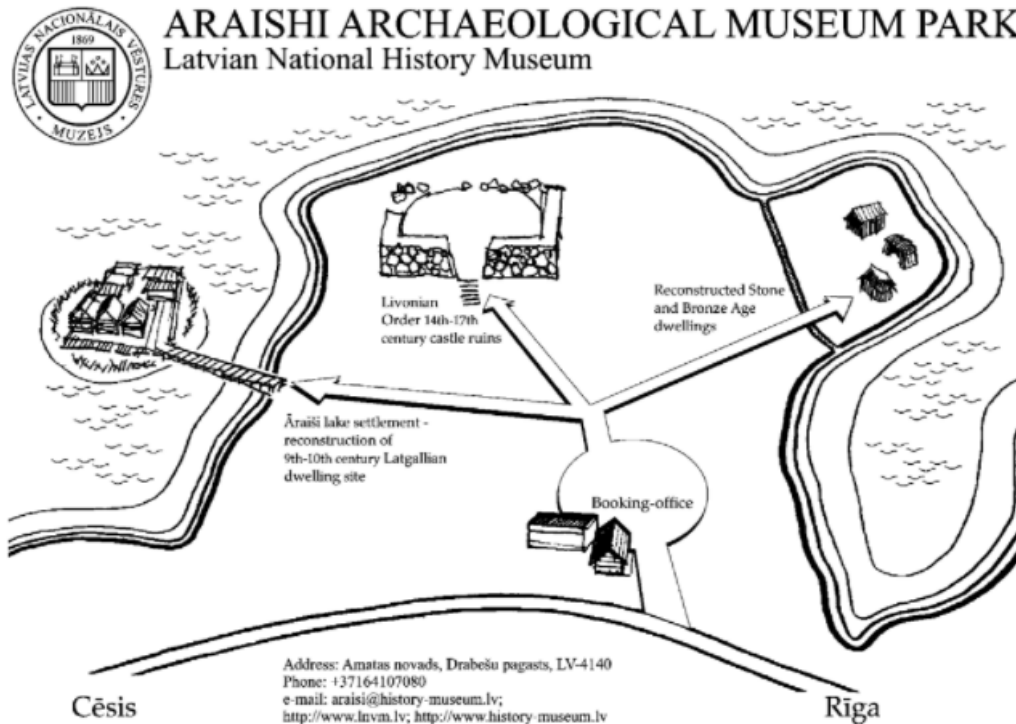 ARAISHI ARCHAEOLOGICAL MUSEUM PARK
Latvian National History Museum
LATVIJAS NACIONĀLAIS VĒSTURES
MUZEJS
1869
Livonian
Order 14th-17th
century castle ruins
Reconstructed Stone
and Bronze Age
dwellings
Āraiši lake settlement -
reconstruction of
9th-10th century Latgallian
dwelling site
Booking-office
Address: Amatas novads, Drabešu pagasts, LV-4140
Phone: +37164107080
e-mail: araisi@history-museum.lv;
http://www.lnvm.lv; http://www.history-museum.lv
Cēsis
Rīga